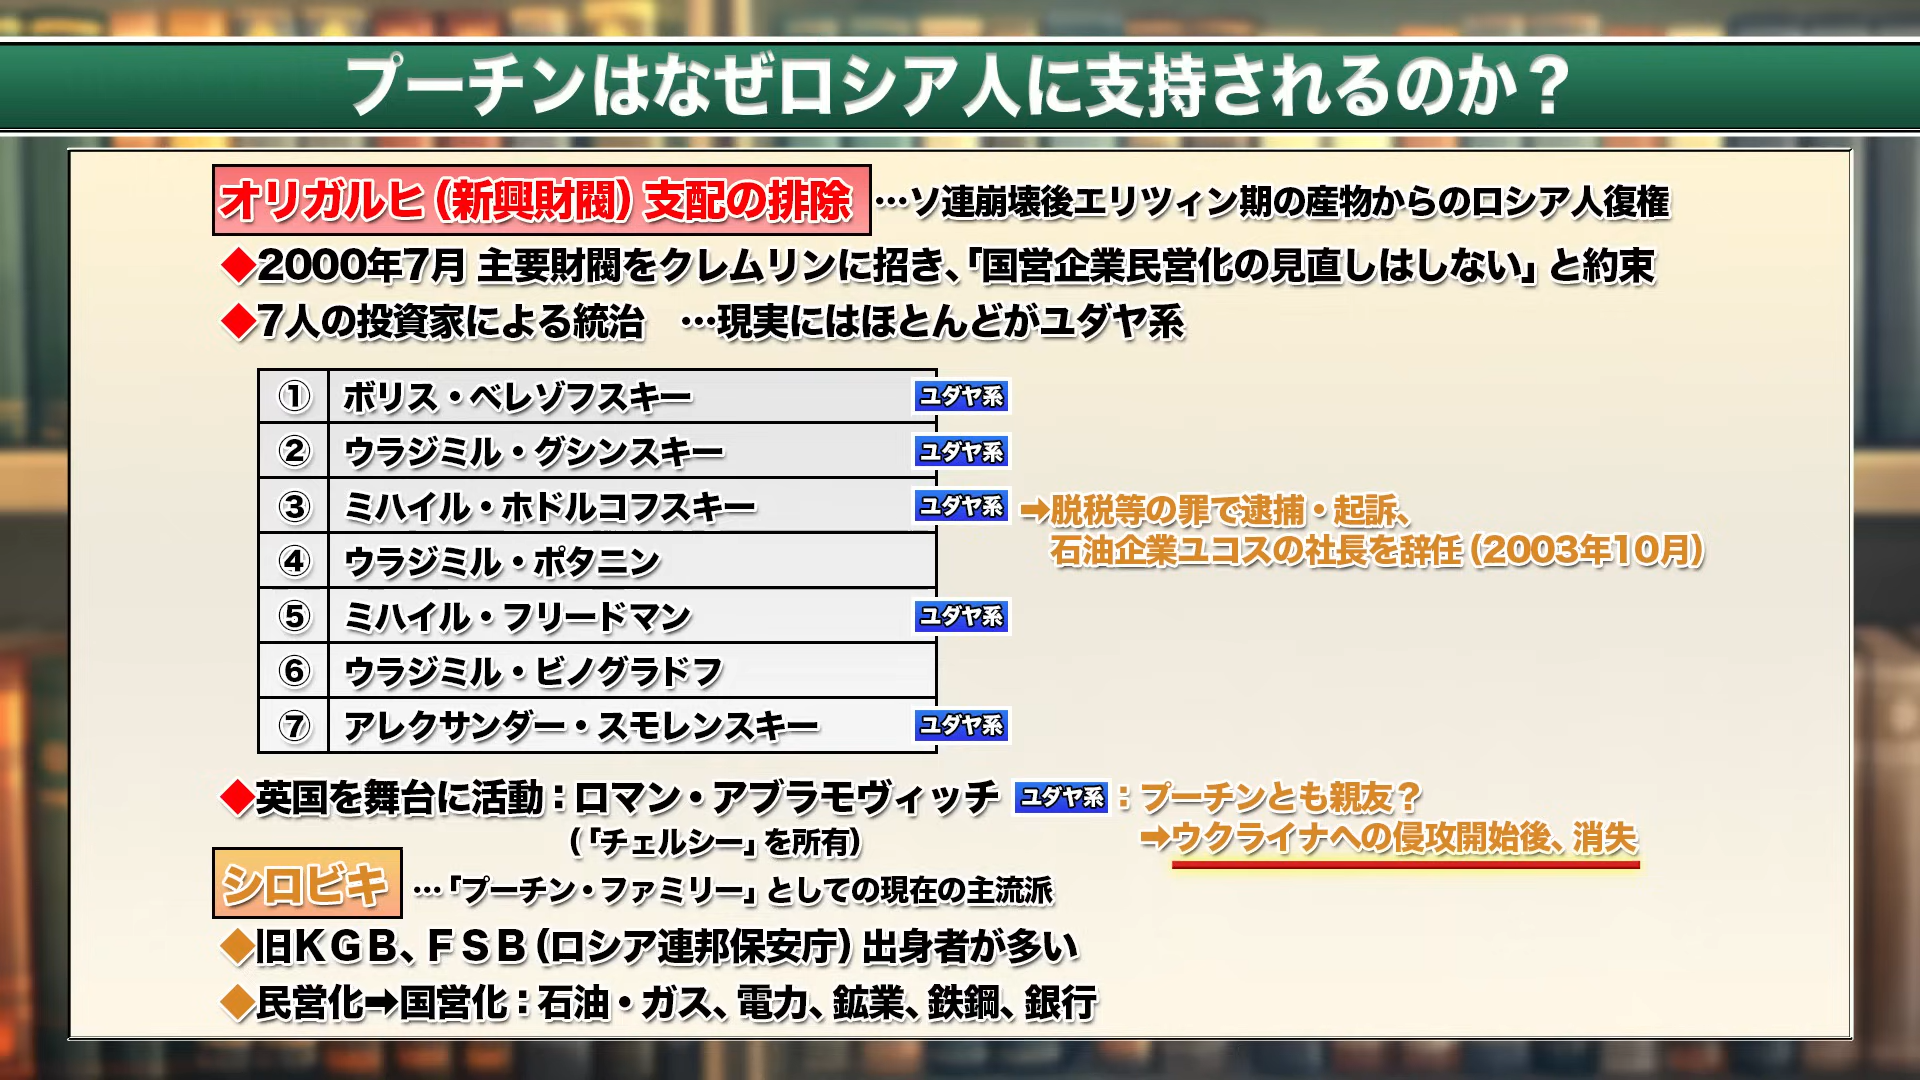 プーチンはなぜロシア人に支持されるのか？
オリガルヒ（新興財閥）支配の排除 …ソ連崩壊後エリツィン期の産物からのロシア人復権
◆2000年7月 主要財閥をクレムリンに招き、「国営企業民営化の見直しはしない」と約束
◆7人の投資家による統治　…現実にはほとんどがユダヤ系
① ボリス・ベレゾフスキー ユダヤ系
② ウラジミル・グシンスキー ユダヤ系
③ ミハイル・ホドルコフスキー ユダヤ系 ➡脱税等の罪で逮捕・起訴、
石油企業ユコスの社長を辞任（2003年10月）
④ ウラジミル・ポタニン
⑤ ミハイル・フリードマン ユダヤ系
⑥ ウラジミル・ビノグラドフ
⑦ アレクサンダー・スモレンスキー ユダヤ系
◆英国を舞台に活動：ロマン・アブラモヴィッチ ユダヤ系：プーチンとも親友？
（「チェルシー」を所有） ➡ウクライナへの侵攻開始後、消失
シロビキ …「プーチン・ファミリー」としての現在の主流派
◆旧ＫＧＢ、ＦＳＢ（ロシア連邦保安庁）出身者が多い
◆民営化➡国営化：石油・ガス、電力、鉱業、鉄鋼、銀行